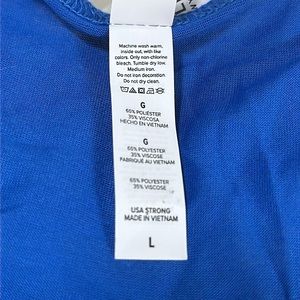 Machine wash warm,
inside out, with like
colors. Only non-chlorine
bleach. Tumble dry low.
Medium iron.
Do not iron decoration.
Do not dry clean.
G
65% POLIÉSTER
35% VISCOSA
HECHO EN VIETNAM
G
65% POLYESTER
35% VISCOSE
FABRIQUÉ AU VIETNAM
65% POLYESTER
35% VISCOSE
USA STRONG
MADE IN VIETNAM
L